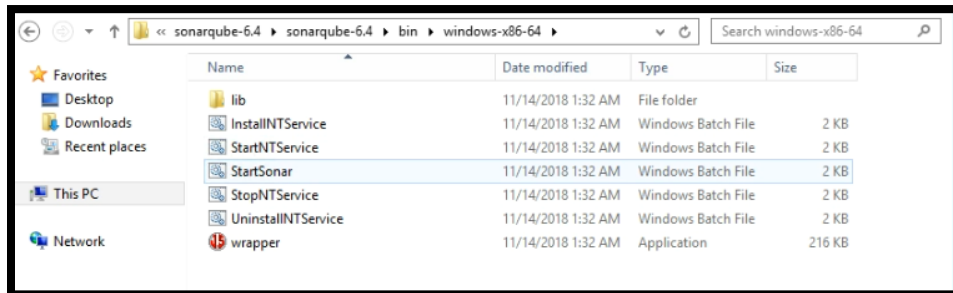 « sonarqube-6.4 ▸ sonarqube-6.4 ▸ bin ▸ windows-x86-64 ▸ Search windows-x86-64
Favorites
Desktop
Downloads
Recent places
This PC
Network
Name Date modified Type Size
lib 11/14/2018 1:32 AM File folder
InstallNTService 11/14/2018 1:32 AM Windows Batch File 2 KB
StartNTService 11/14/2018 1:32 AM Windows Batch File 2 KB
StartSonar 11/14/2018 1:32 AM Windows Batch File 2 KB
StopNTService 11/14/2018 1:32 AM Windows Batch File 2 KB
UninstallNTService 11/14/2018 1:32 AM Windows Batch File 2 KB
wrapper 11/14/2018 1:32 AM Application 216 KB